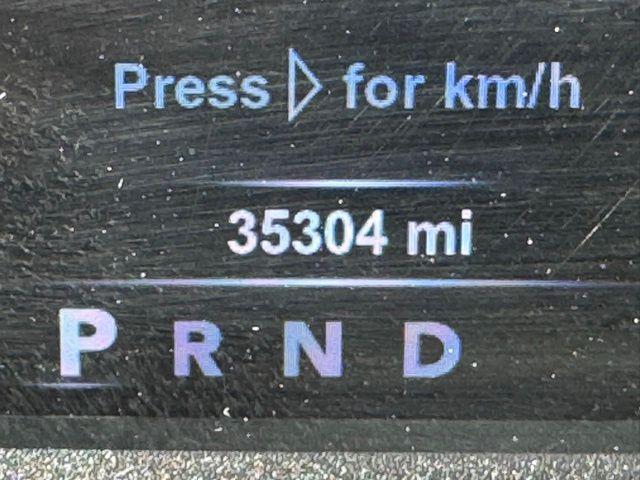 Press ▷ for km/h
35304 mi
P R N D